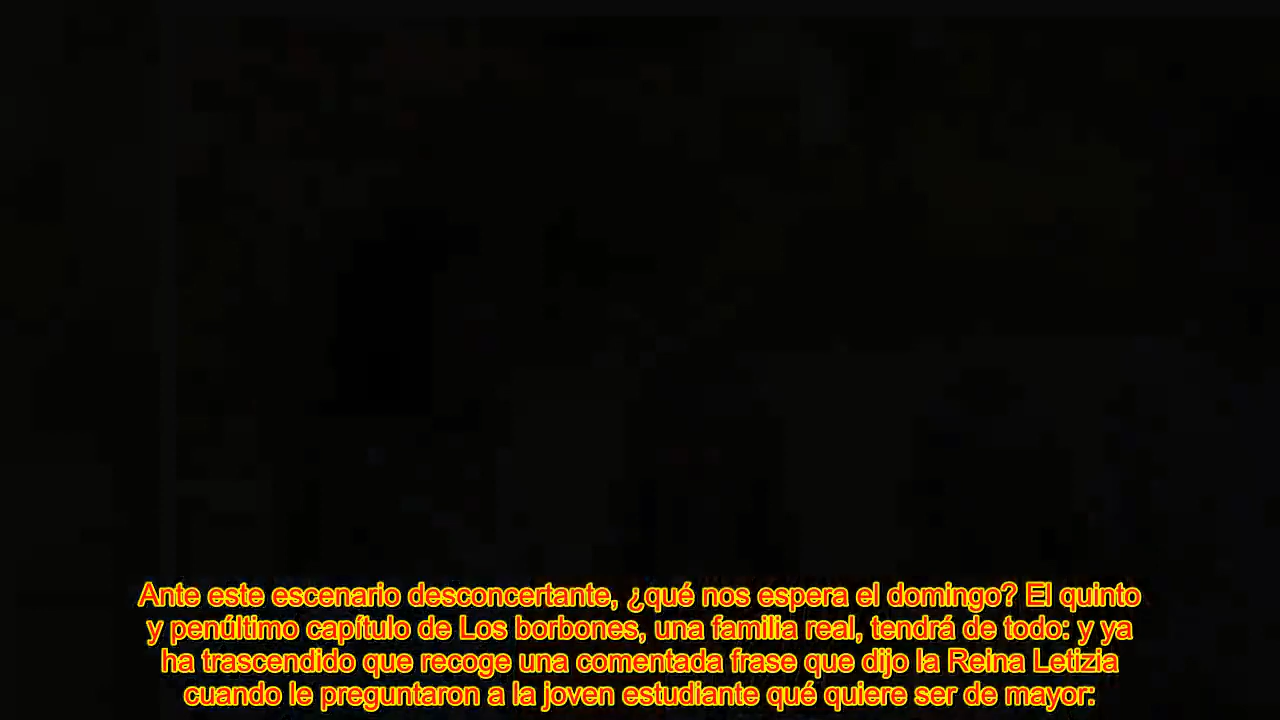 Ante este escenario desconcertante, ¿qué nos espera el domingo? El quinto
y penúltimo capítulo de Los borbones, una familia real, tendrá de todo: y ya
ha trascendido que recoge una comentada frase que dijo la Reina Letizia
cuando le preguntaron a la joven estudiante qué quiere ser de mayor: